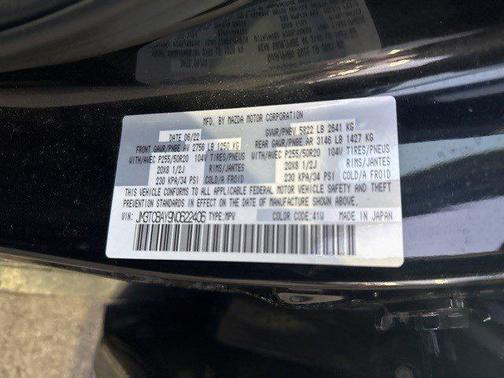 MFD. BY MAZDA MOTOR CORPORATION
DATE 06/22 GVWR/PNBV 5822 LB 2641 KG
FRONT GAWR/PNBE AV 2756 LB 1250 KG REAR GAWR/PNBE AR 3146 LB 1427 KG
WITH/AVEC P255/50R20 104V TIRES/PNEUS WITH/AVEC P255/50R20 104V TIRES/PNEUS
20X8 1/2J RIMS/JANTES 20X8 1/2J RIMS/JANTES
230 KPA/34 PSI COLD/A FROID 230 KPA/34 PSI COLD/A FROID
THIS VEHICLE CONFORMS TO ALL APPLICABLE FEDERAL MOTOR VEHICLE SAFETY
AND THEFT PREVENTION STANDARDS IN EFFECT ON THE DATE OF MANUFACTURE SHOWN ABOVE.
VIN: JM3TCBAY9N0622406 TYPE:MPV COLOR CODE:41W MADE IN JAPAN